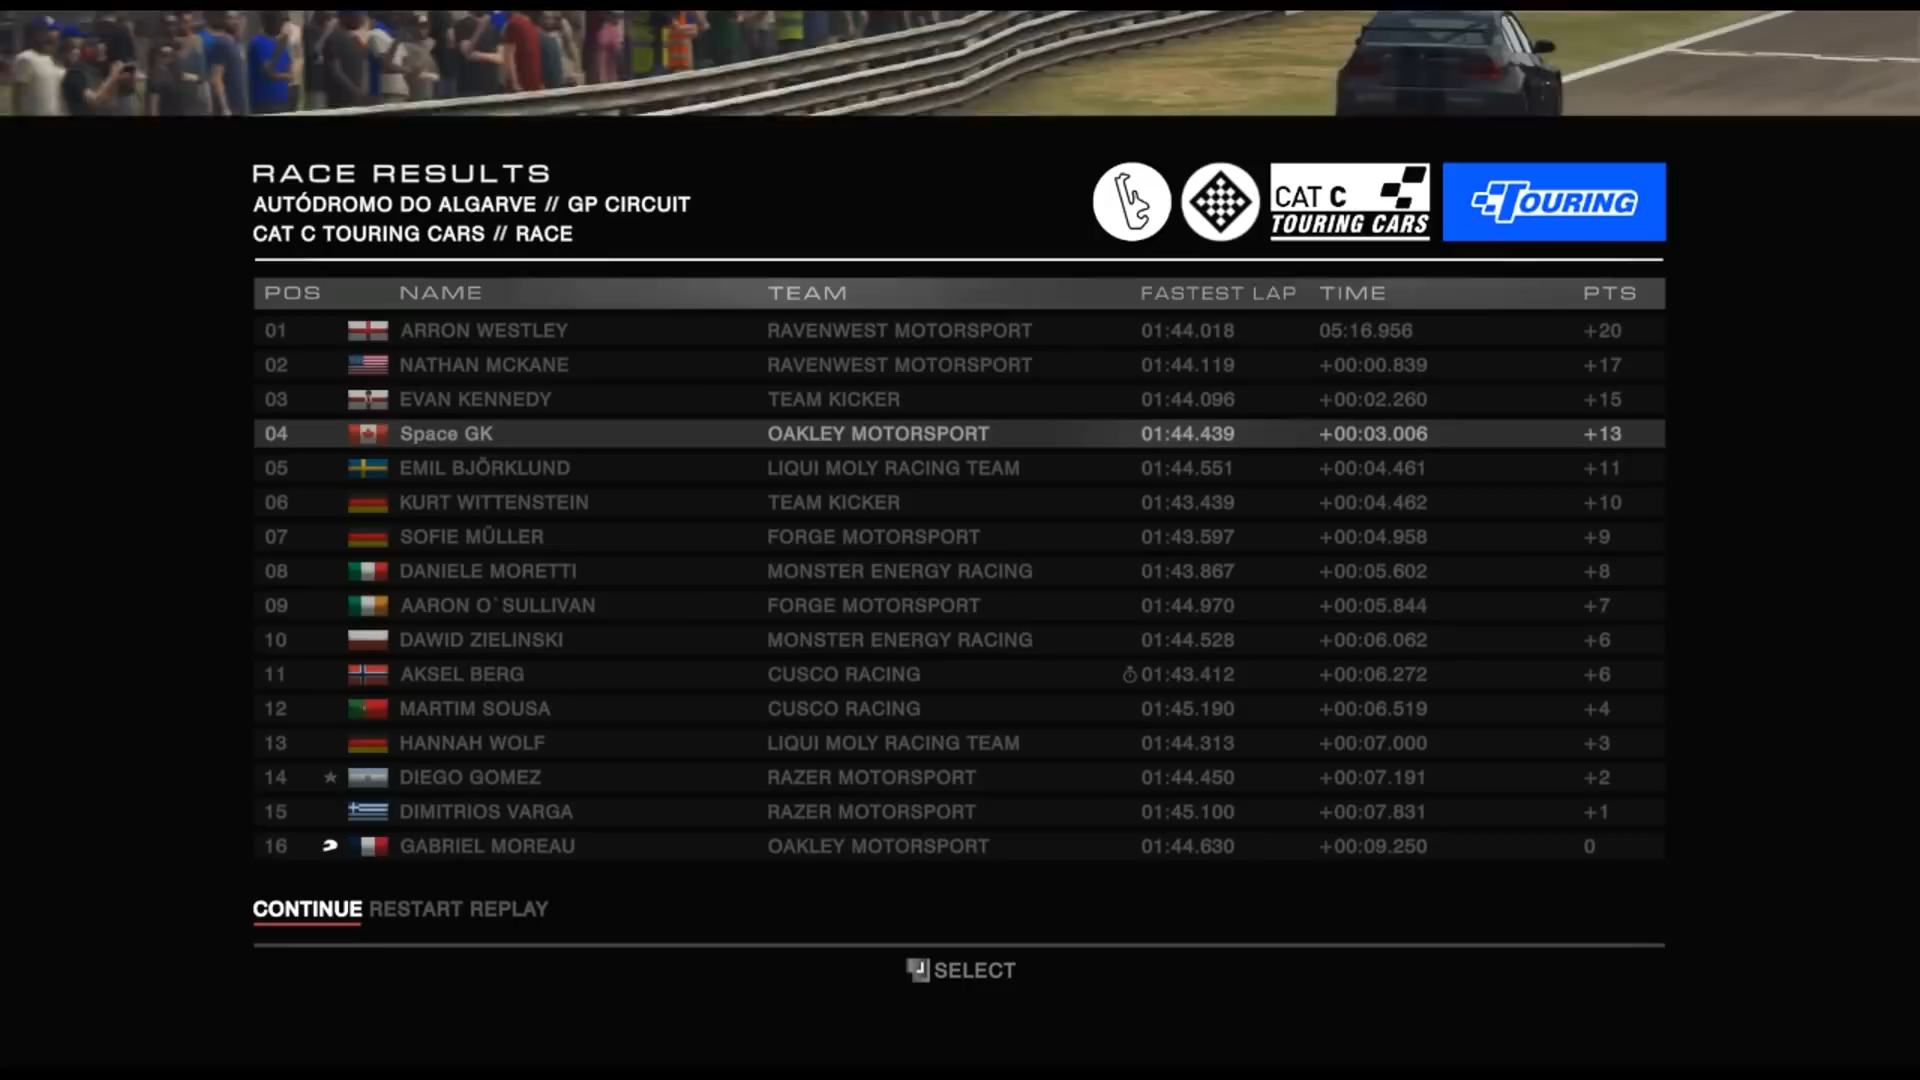 RACE RESULTS
AUTÓDROMO DO ALGARVE // GP CIRCUIT
CAT C TOURING CARS // RACE
CAT C
TOURING CARS
TOURING
POS NAME TEAM FASTEST LAP TIME PTS
01 ARRON WESTLEY RAVENWEST MOTORSPORT 01:44.018 05:16.956 +20
02 NATHAN MCKANE RAVENWEST MOTORSPORT 01:44.119 +00:00.839 +17
03 EVAN KENNEDY TEAM KICKER 01:44.096 +00:02.260 +15
04 Space GK OAKLEY MOTORSPORT 01:44.439 +00:03.006 +13
05 EMIL BJÖRKLUND LIQUI MOLY RACING TEAM 01:44.551 +00:04.461 +11
06 KURT WITTENSTEIN TEAM KICKER 01:43.439 +00:04.462 +10
07 SOFIE MÜLLER FORGE MOTORSPORT 01:43.597 +00:04.958 +9
08 DANIELE MORETTI MONSTER ENERGY RACING 01:43.867 +00:05.602 +8
09 AARON O`SULLIVAN FORGE MOTORSPORT 01:44.970 +00:05.844 +7
10 DAWID ZIELINSKI MONSTER ENERGY RACING 01:44.528 +00:06.062 +6
11 AKSEL BERG CUSCO RACING 01:43.412 +00:06.272 +6
12 MARTIM SOUSA CUSCO RACING 01:45.190 +00:06.519 +4
13 HANNAH WOLF LIQUI MOLY RACING TEAM 01:44.313 +00:07.000 +3
14 DIEGO GOMEZ RAZER MOTORSPORT 01:44.450 +00:07.191 +2
15 DIMITRIOS VARGA RAZER MOTORSPORT 01:45.100 +00:07.831 +1
16 GABRIEL MOREAU OAKLEY MOTORSPORT 01:44.630 +00:09.250 0
CONTINUE RESTART REPLAY
SELECT